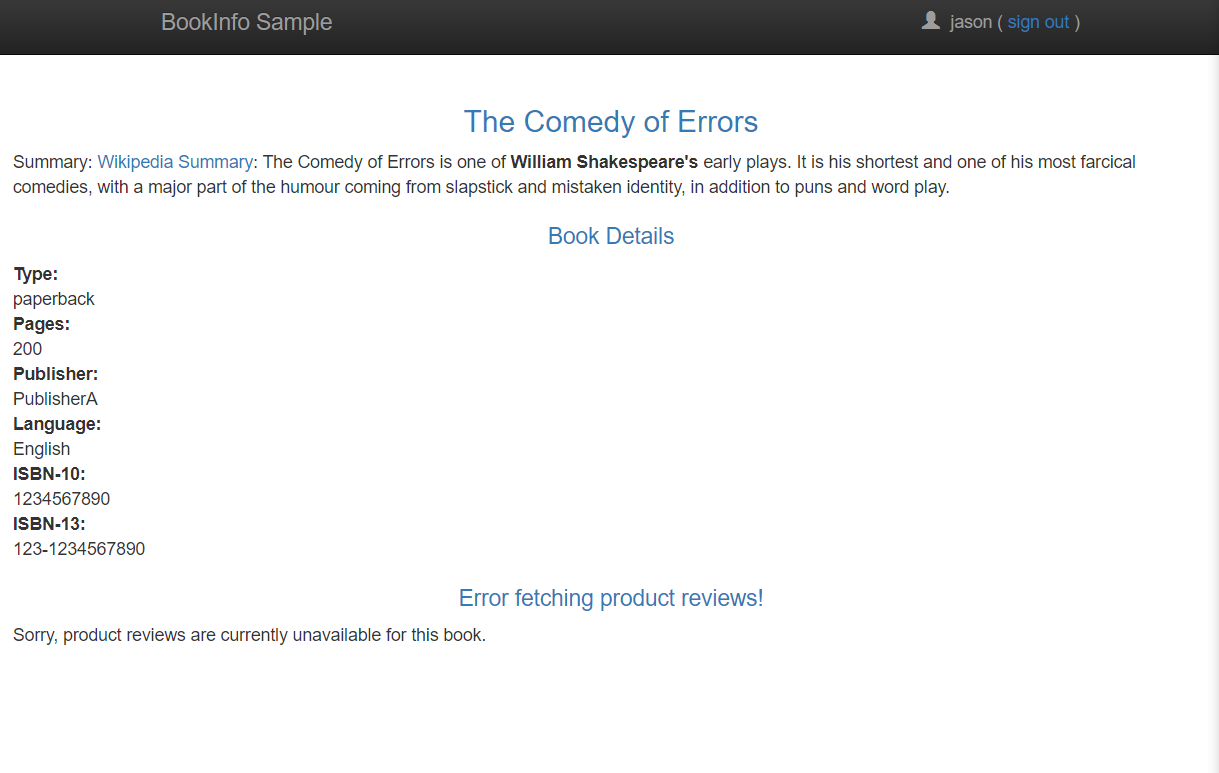 BookInfo Sample
jason ( sign out )
The Comedy of Errors
Summary: Wikipedia Summary: The Comedy of Errors is one of William Shakespeare's early plays. It is his shortest and one of his most farcical
comedies, with a major part of the humour coming from slapstick and mistaken identity, in addition to puns and word play.
Book Details
Type:
paperback
Pages:
200
Publisher:
PublisherA
Language:
English
ISBN-10:
1234567890
ISBN-13:
123-1234567890
Error fetching product reviews!
Sorry, product reviews are currently unavailable for this book.